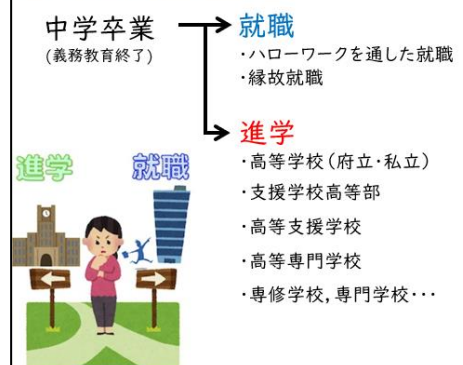 中学卒業
(義務教育終了)
就職
・ハローワークを通した就職
・縁故就職
進学
・高等学校(府立・私立)
・支援学校高等部
・高等支援学校
・高等専門学校
・専修学校,専門学校・・・
進学
就職